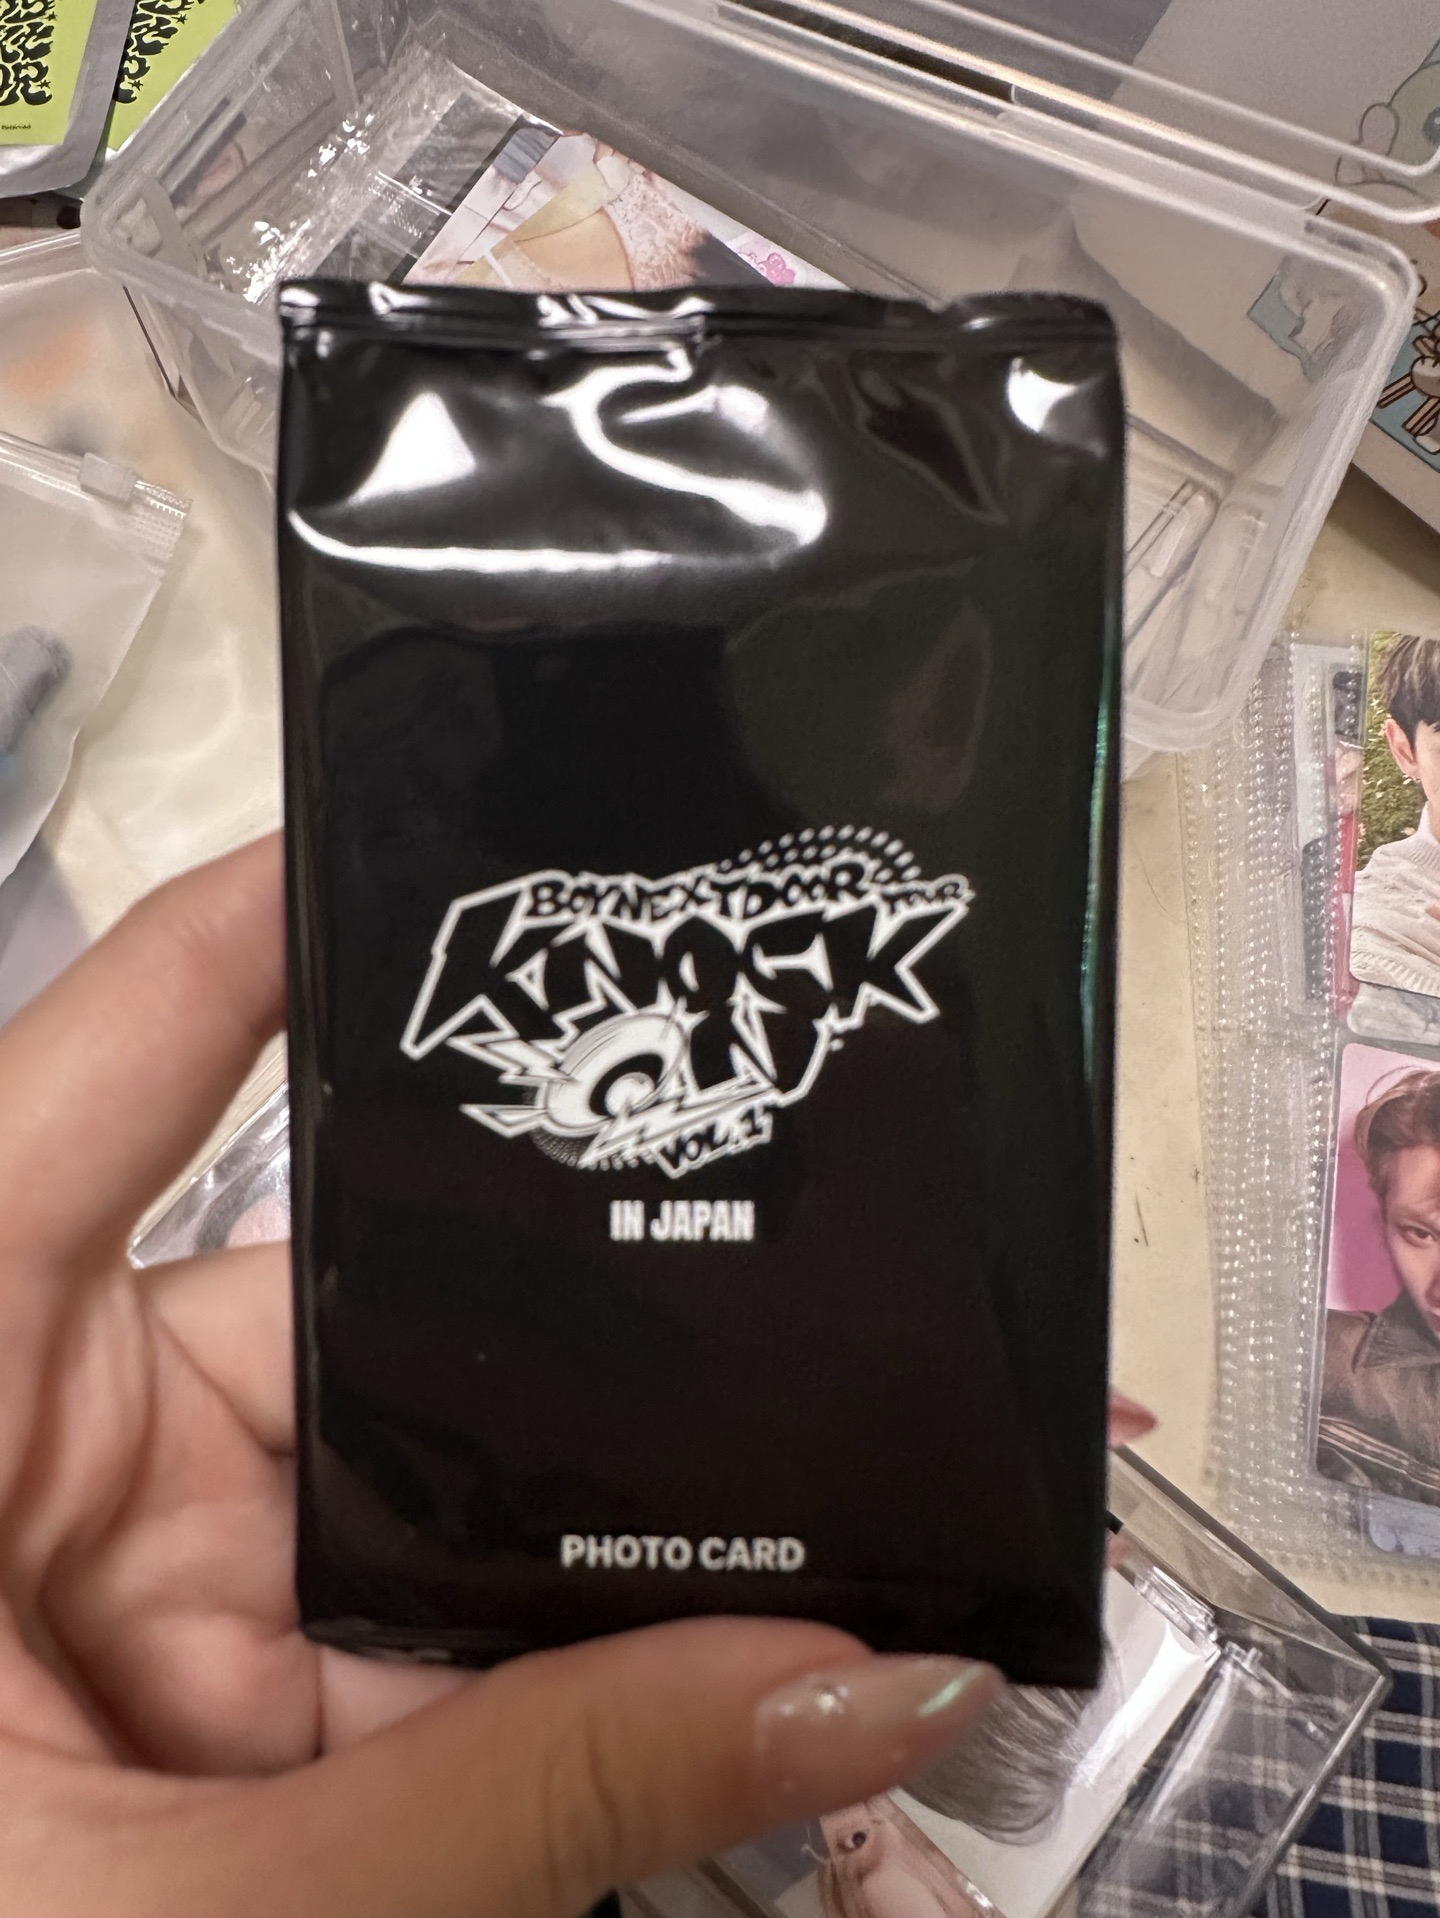 BOYNEXTDOOR TOUR
KNOCK
ON
VOL.1
IN JAPAN
PHOTO CARD